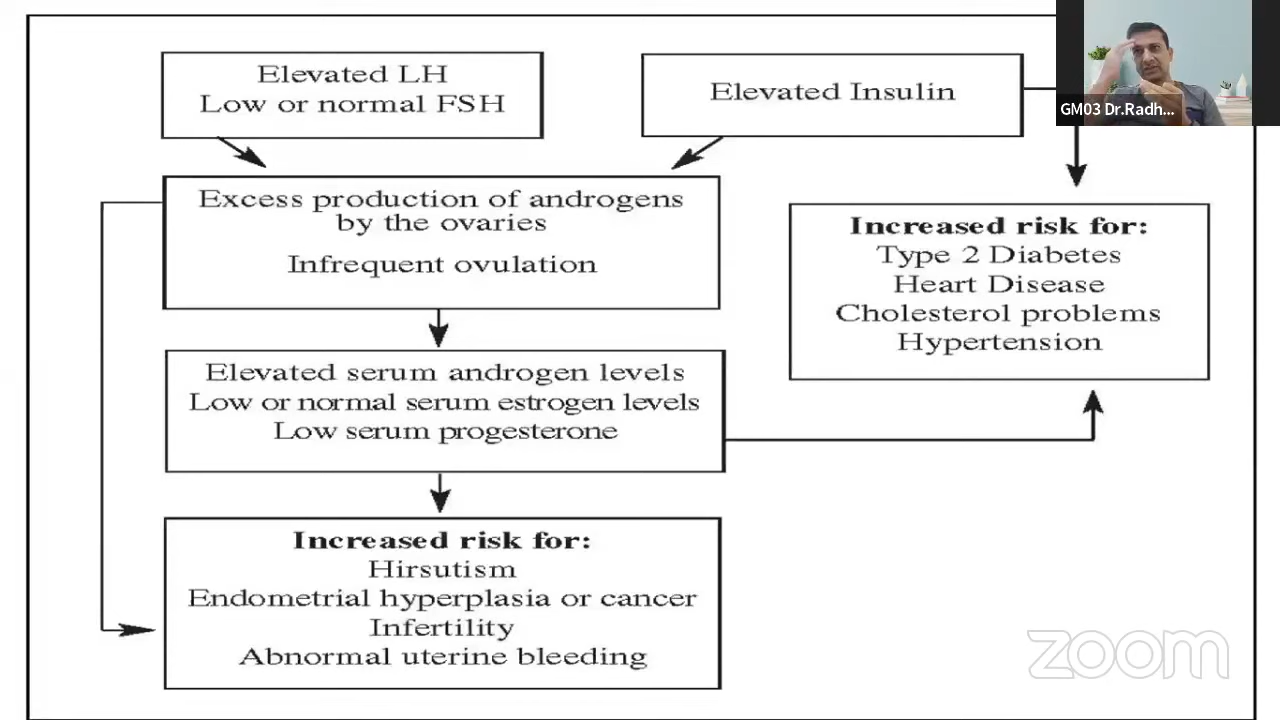 Elevated LH
Low or normal FSH
Elevated Insulin
GM03 Dr.Radh...
Excess production of androgens
by the ovaries
Infrequent ovulation
Increased risk for:
Type 2 Diabetes
Heart Disease
Cholesterol problems
Hypertension
Elevated serum androgen levels
Low or normal serum estrogen levels
Low serum progesterone
Increased risk for:
Hirsutism
Endometrial hyperplasia or cancer
Infertility
Abnormal uterine bleeding
zoom